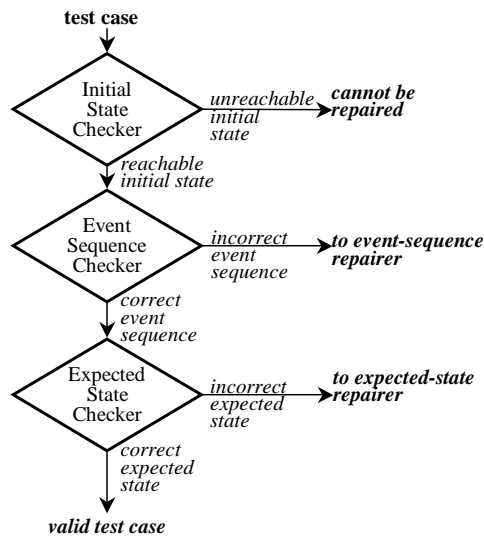 test case
Initial
State
Checker
unreachable
initial
state
cannot be
repaired
reachable
initial state
Event
Sequence
Checker
incorrect
event
sequence
to event-sequence
repairer
correct
event
sequence
Expected
State
Checker
incorrect
expected
state
to expected-state
repairer
correct
expected
state
valid test case